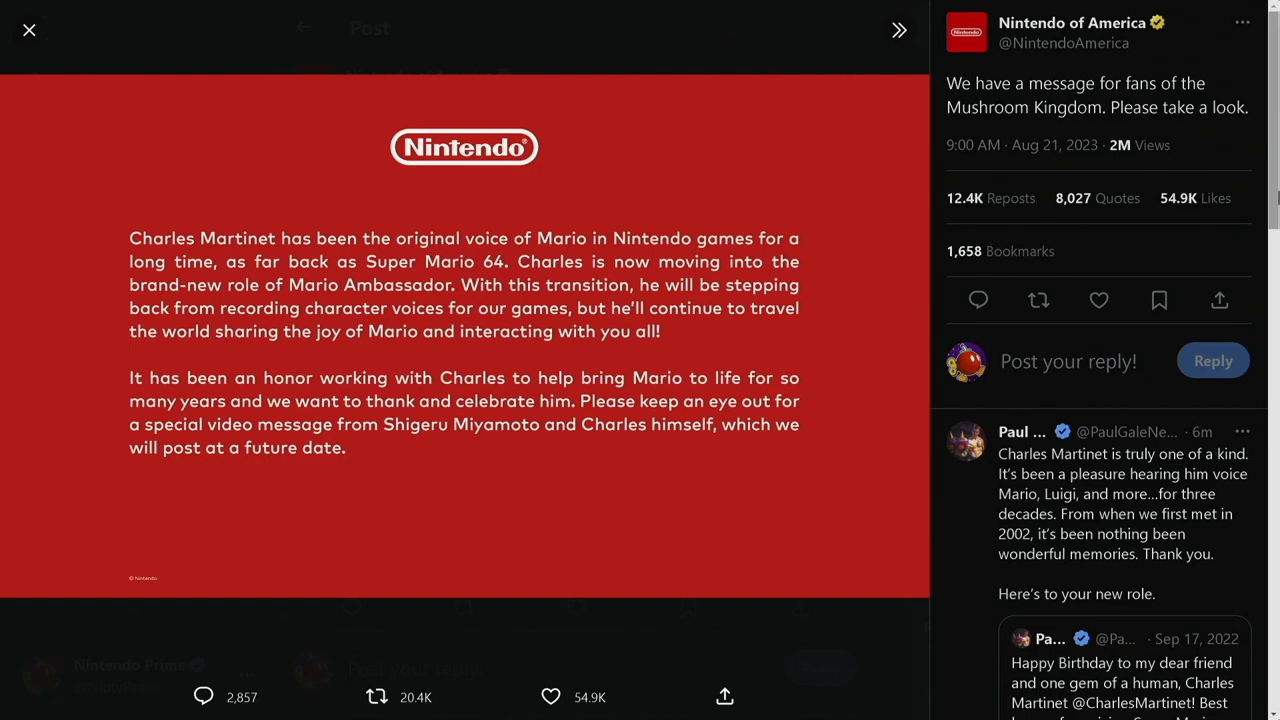 Post
Nintendo®
Charles Martinet has been the original voice of Mario in Nintendo games for a
long time, as far back as Super Mario 64. Charles is now moving into the
brand-new role of Mario Ambassador. With this transition, he will be stepping
back from recording character voices for our games, but he’ll continue to travel
the world sharing the joy of Mario and interacting with you all!
It has been an honor working with Charles to help bring Mario to life for so
many years and we want to thank and celebrate him. Please keep an eye out for
a special video message from Shigeru Miyamoto and Charles himself, which we
will post at a future date.
© Nintendo
Nintendo Prime
Post your reply!
2,857
20.4K
54.9K
Nintendo of America
@NintendoAmerica
We have a message for fans of the
Mushroom Kingdom. Please take a look.
9:00 AM · Aug 21, 2023 · 2M Views
12.4K Reposts 8,027 Quotes 54.9K Likes
1,658 Bookmarks
Post your reply!
Reply
Paul ... @PaulGaleNe... · 6m
Charles Martinet is truly one of a kind.
It’s been a pleasure hearing him voice
Mario, Luigi, and more...for three
decades. From when we first met in
2002, it’s been nothing been
wonderful memories. Thank you.
Here’s to your new role.
Pa... @Pa... · Sep 17, 2022
Happy Birthday to my dear friend
and one gem of a human, Charles
Martinet @CharlesMartinet! Best